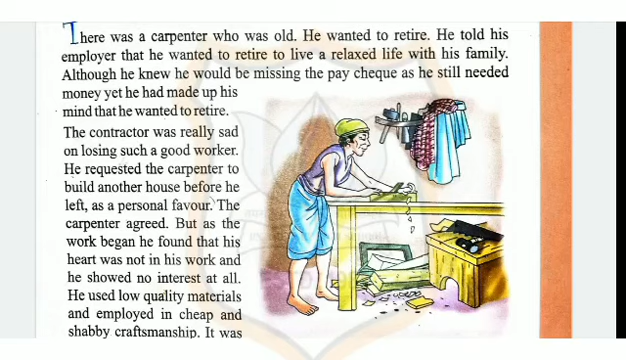 There was a carpenter who was old. He wanted to retire. He told his
employer that he wanted to retire to live a relaxed life with his family.
Although he knew he would be missing the pay cheque as he still needed
money yet he had made up his
mind that he wanted to retire.
The contractor was really sad
on losing such a good worker.
He requested the carpenter to
build another house before he
left, as a personal favour. The
carpenter agreed. But as the
work began he found that his
heart was not in his work and
he showed no interest at all.
He used low quality materials
and employed in cheap and
shabby craftsmanship. It was